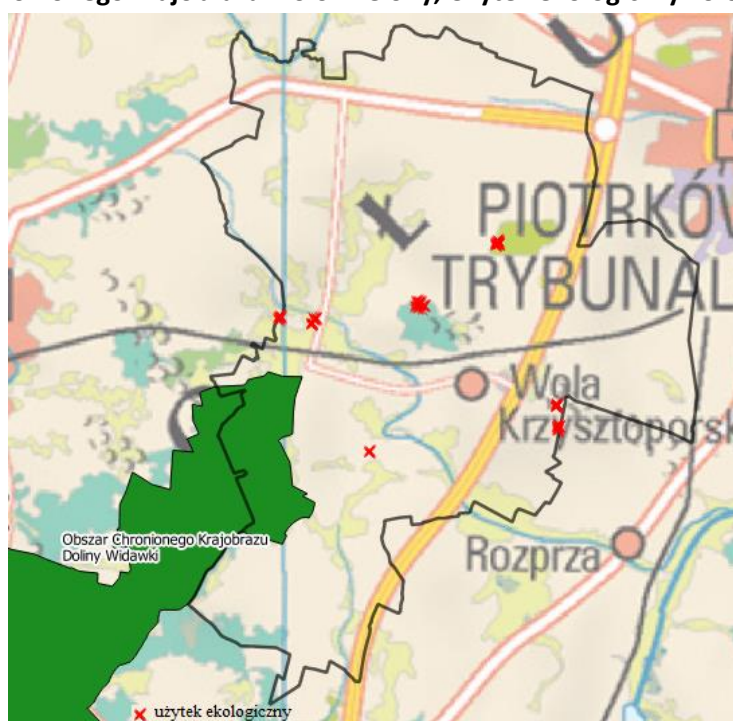 PIOTRKÓW
TRYBUNAL
Wola
Krzysztoporsk
Obszar Chronionego Krajobrazu
Doliny Widawki
Rozprza
użytek ekologiczny